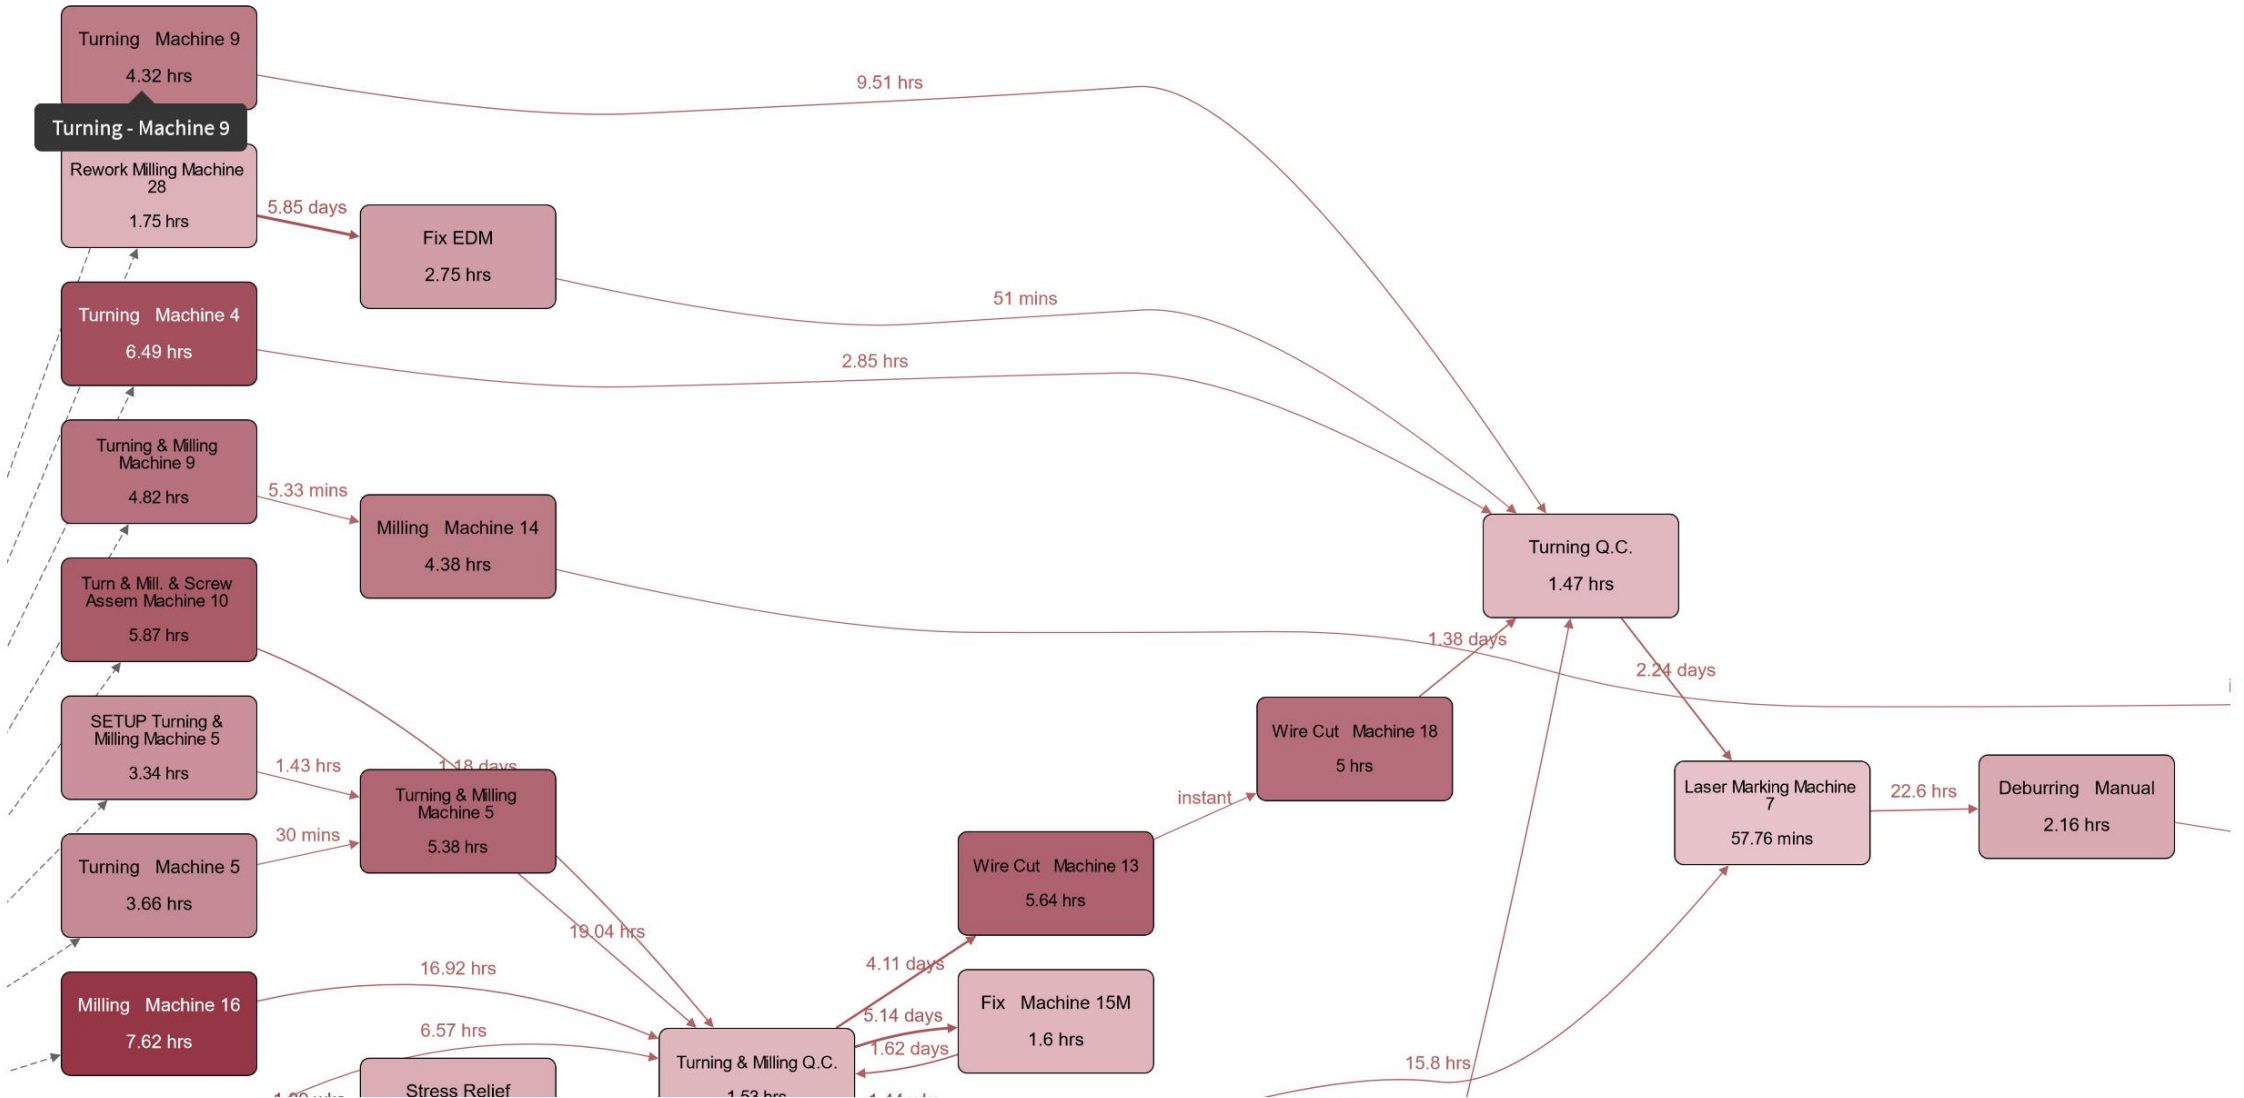 Turning Machine 9
4.32 hrs
9.51 hrs
Turning - Machine 9
Rework Milling Machine
28
1.75 hrs
5.85 days
Fix EDM
2.75 hrs
51 mins
Turning Machine 4
6.49 hrs
2.85 hrs
Turning & Milling
Machine 9
4.82 hrs
5.33 mins
Milling Machine 14
4.38 hrs
Turning Q.C.
1.47 hrs
Turn & Mill. & Screw
Assem Machine 10
5.87 hrs
1.38 days
2.24 days
SETUP Turning &
Milling Machine 5
3.34 hrs
1.43 hrs
1.18 days
Turning & Milling
Machine 5
5.38 hrs
Wire Cut Machine 18
5 hrs
instant
Laser Marking Machine
7
57.76 mins
22.6 hrs
Deburring Manual
2.16 hrs
30 mins
Turning Machine 5
3.66 hrs
Wire Cut Machine 13
5.64 hrs
19.04 hrs
4.11 days
16.92 hrs
Milling Machine 16
7.62 hrs
Fix Machine 15M
1.6 hrs
5.14 days
1.62 days
6.57 hrs
Turning & Milling Q.C.
1.53 hrs
15.8 hrs
Stress Relief